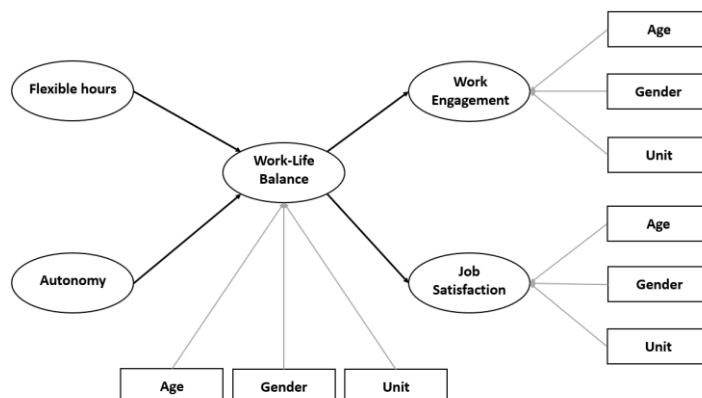 Age
Flexible hours
Work
Engagement
Gender
Unit
Work-Life
Balance
Age
Autonomy
Job
Satisfaction
Gender
Unit
Age
Gender
Unit